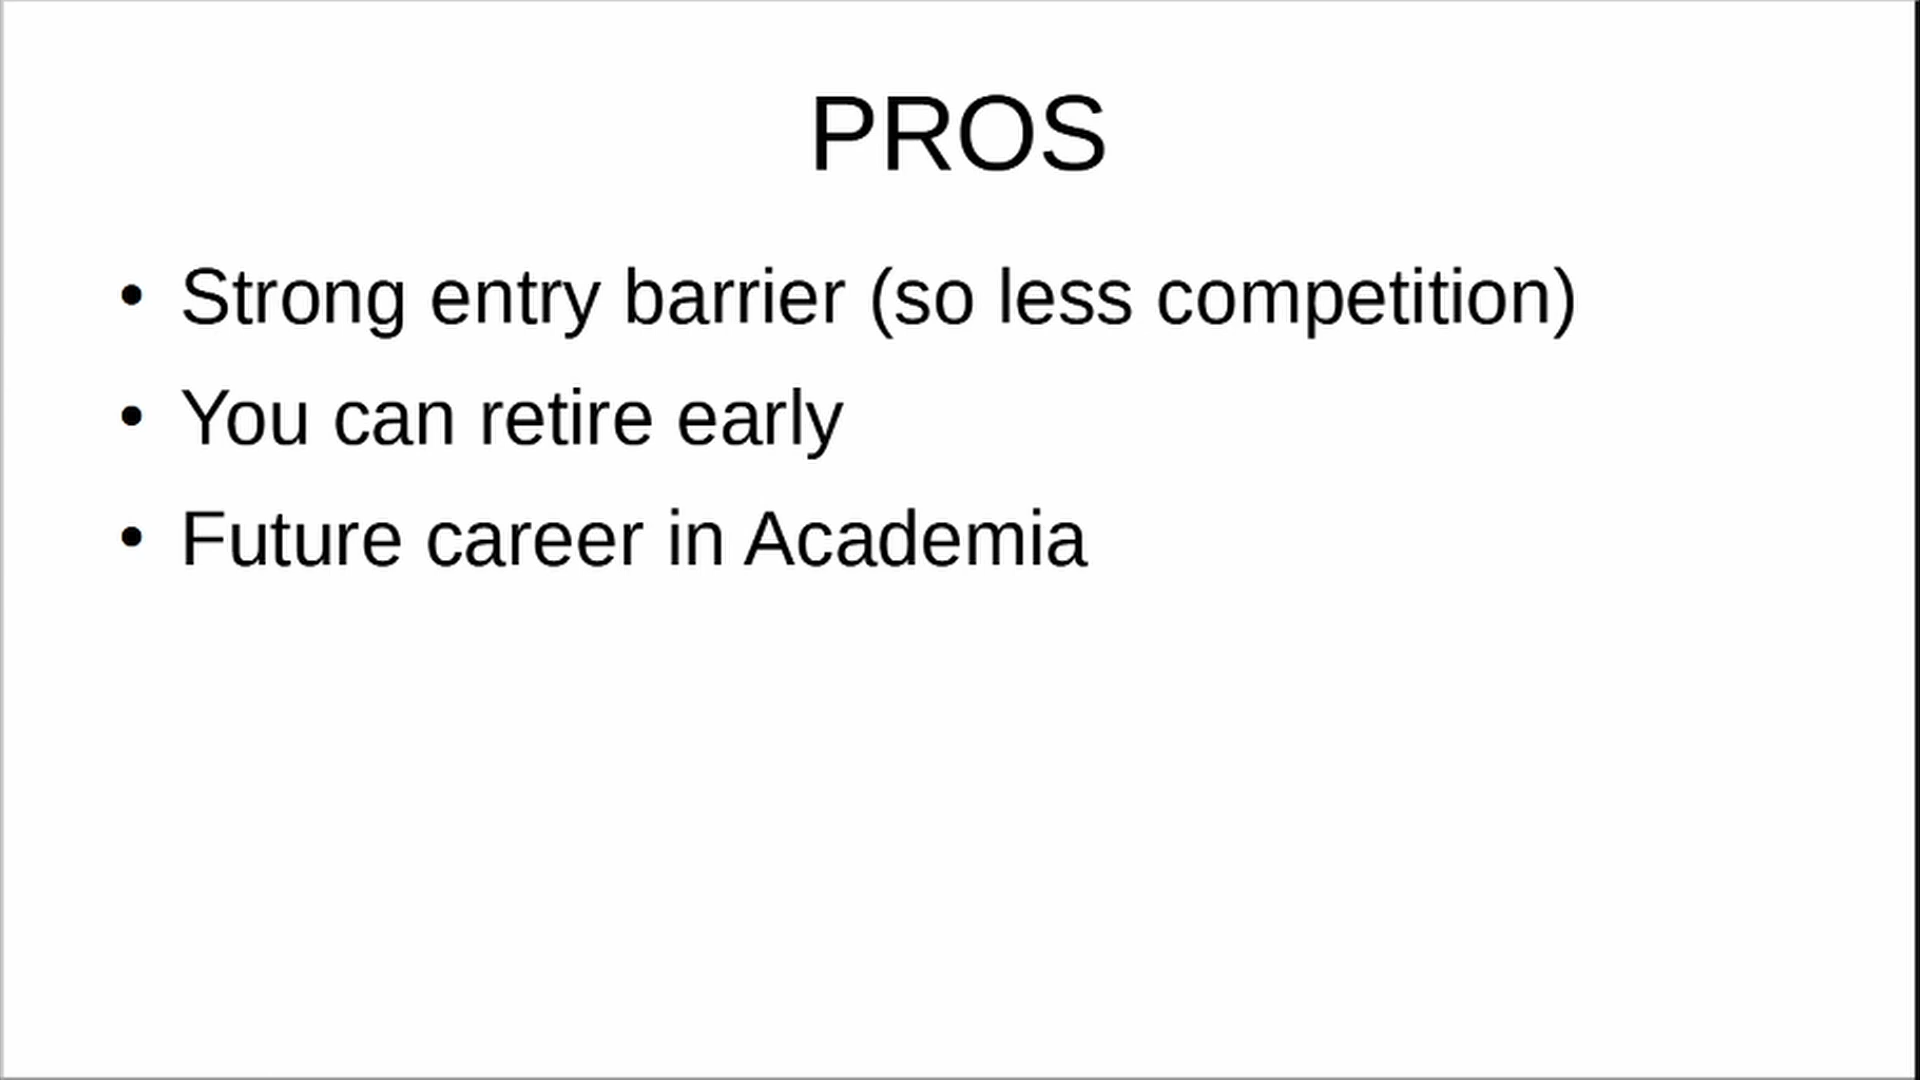 PROS
• Strong entry barrier (so less competition)
• You can retire early
• Future career in Academia